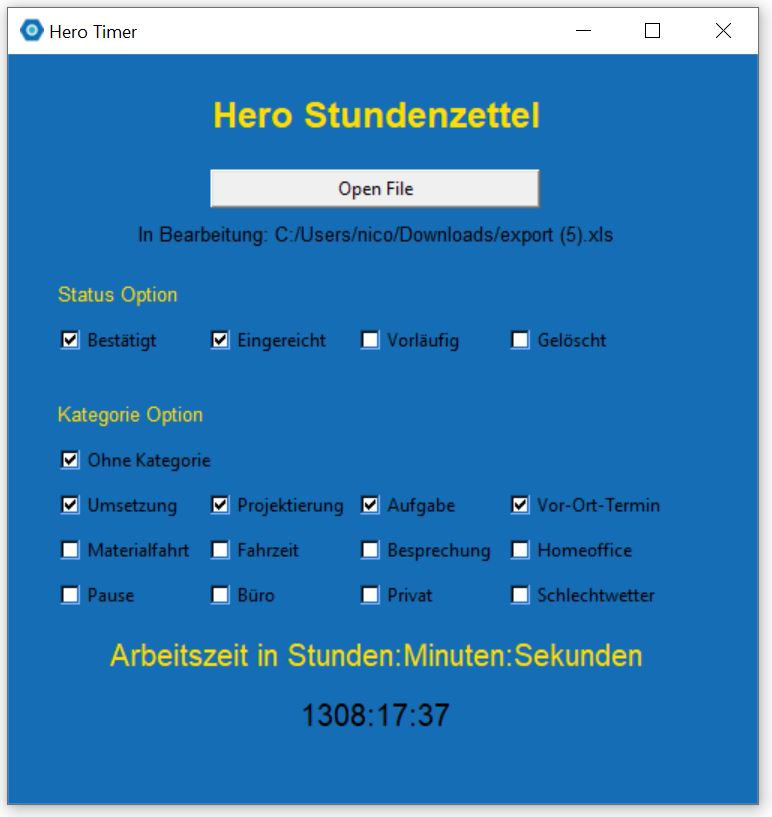 Hero Timer
Hero Stundenzettel
Open File
In Bearbeitung: C:/Users/nico/Downloads/export (5).xls
Status Option
Bestätigt Eingereicht Vorläufig Gelöscht
Kategorie Option
Ohne Kategorie
Umsetzung Projektierung Aufgabe Vor-Ort-Termin
Materialfahrt Fahrzeit Besprechung Homeoffice
Pause Büro Privat Schlechtwetter
Arbeitszeit in Stunden:Minuten:Sekunden
1308:17:37